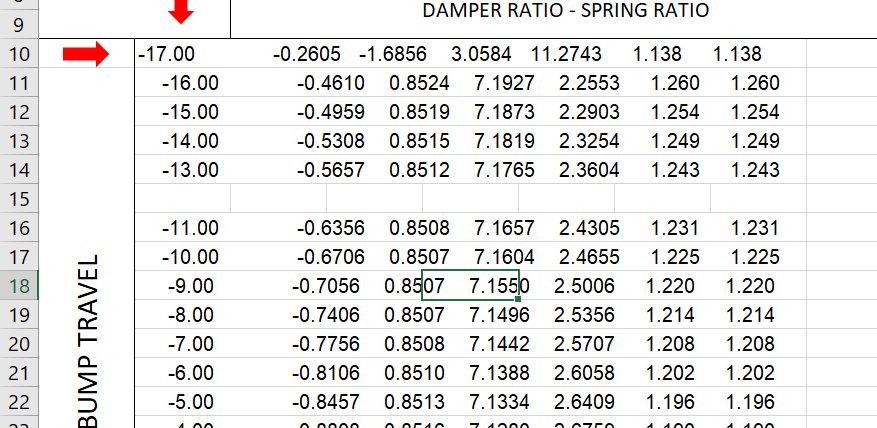 DAMPER RATIO - SPRING RATIO
9
10 -17.00 -0.2605 -1.6856 3.0584 11.2743 1.138 1.138
11 -16.00 -0.4610 0.8524 7.1927 2.2553 1.260 1.260
12 -15.00 -0.4959 0.8519 7.1873 2.2903 1.254 1.254
13 -14.00 -0.5308 0.8515 7.1819 2.3254 1.249 1.249
14 -13.00 -0.5657 0.8512 7.1765 2.3604 1.243 1.243
15
16 -11.00 -0.6356 0.8508 7.1657 2.4305 1.231 1.231
17 -10.00 -0.6706 0.8507 7.1604 2.4655 1.225 1.225
18 -9.00 -0.7056 0.8507 7.1550 2.5006 1.220 1.220
19 -8.00 -0.7406 0.8507 7.1496 2.5356 1.214 1.214
20 -7.00 -0.7756 0.8508 7.1442 2.5707 1.208 1.208
21 -6.00 -0.8106 0.8510 7.1388 2.6058 1.202 1.202
22 -5.00 -0.8457 0.8513 7.1334 2.6409 1.196 1.196
BUMP TRAVEL